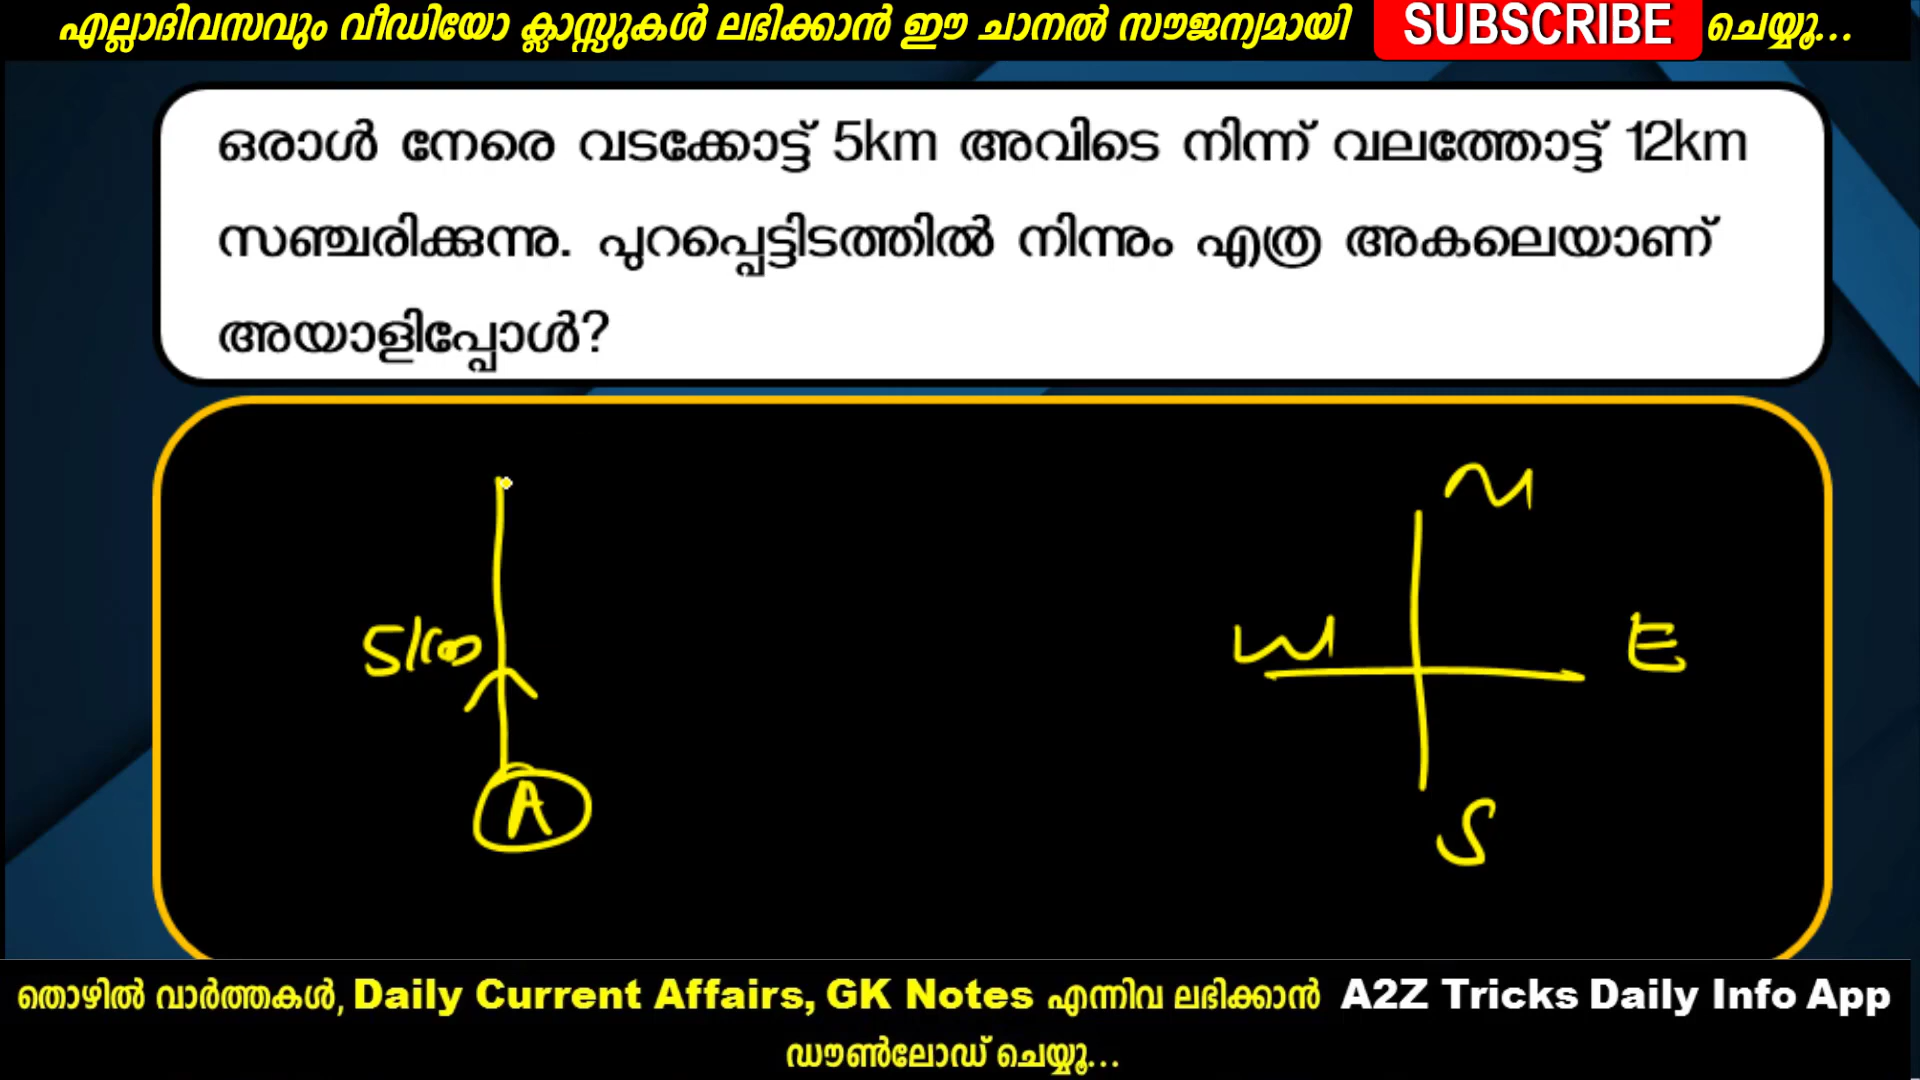 എല്ലാദിവസവും വീഡിയോ ക്ലാസ്സുകൾ ലഭിക്കാൻ ഈ ചാനൽ സൗജന്യമായി SUBSCRIBE ചെയ്യൂ...
ഒരാൾ നേരെ വടക്കോട്ട് 5km അവിടെ നിന്ന് വലത്തോട്ട് 12km
സഞ്ചരിക്കുന്നു. പുറപ്പെട്ടിടത്തിൽ നിന്നും എത്ര അകലെയാണ്
അയാളിപ്പോൾ?
N
W E
5km
A
S
തൊഴിൽ വാർത്തകൾ, Daily Current Affairs, GK Notes എന്നിവ ലഭിക്കാൻ A2Z Tricks Daily Info App
ഡൗൺലോഡ് ചെയ്യൂ...